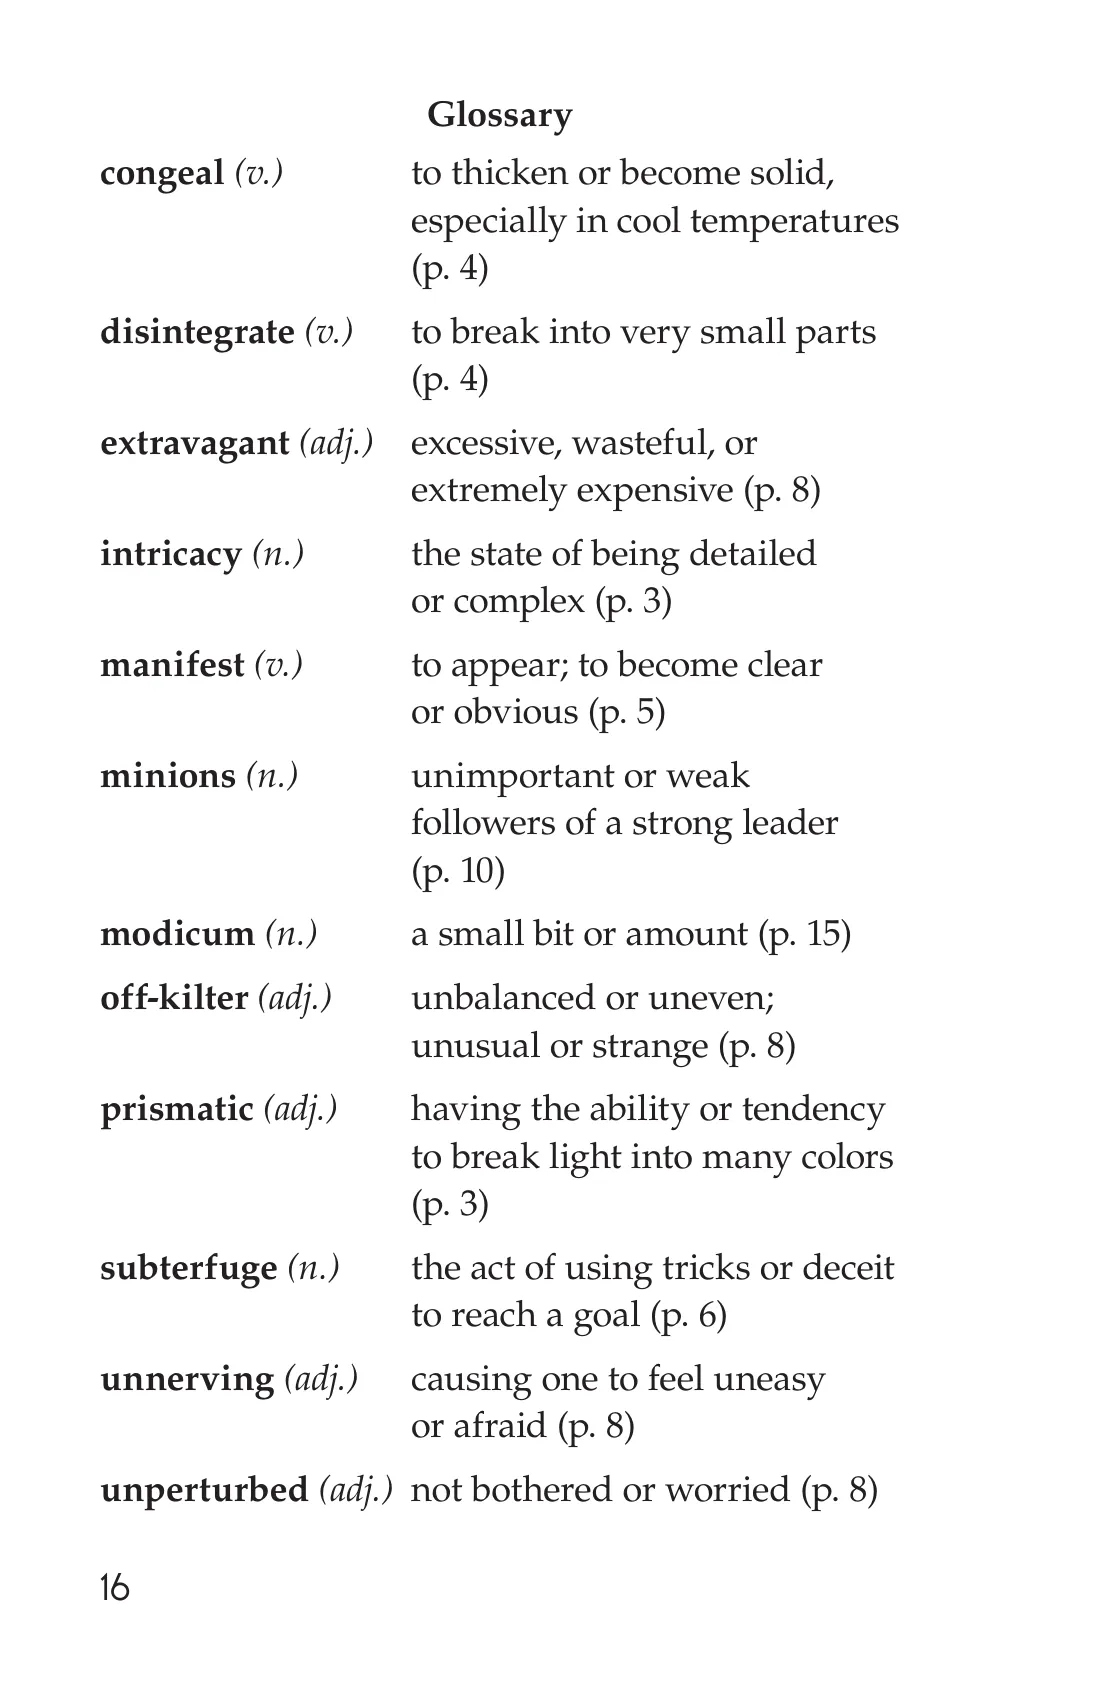 Glossary
congeal (v.) to thicken or become solid,
especially in cool temperatures
(p. 4)
disintegrate (v.) to break into very small parts
(p. 4)
extravagant (adj.) excessive, wasteful, or
extremely expensive (p. 8)
intricacy (n.) the state of being detailed
or complex (p. 3)
manifest (v.) to appear; to become clear
or obvious (p. 5)
minions (n.) unimportant or weak
followers of a strong leader
(p. 10)
modicum (n.) a small bit or amount (p. 15)
off-kilter (adj.) unbalanced or uneven;
unusual or strange (p. 8)
prismatic (adj.) having the ability or tendency
to break light into many colors
(p. 3)
subterfuge (n.) the act of using tricks or deceit
to reach a goal (p. 6)
unnerving (adj.) causing one to feel uneasy
or afraid (p. 8)
unperturbed (adj.) not bothered or worried (p. 8)
16